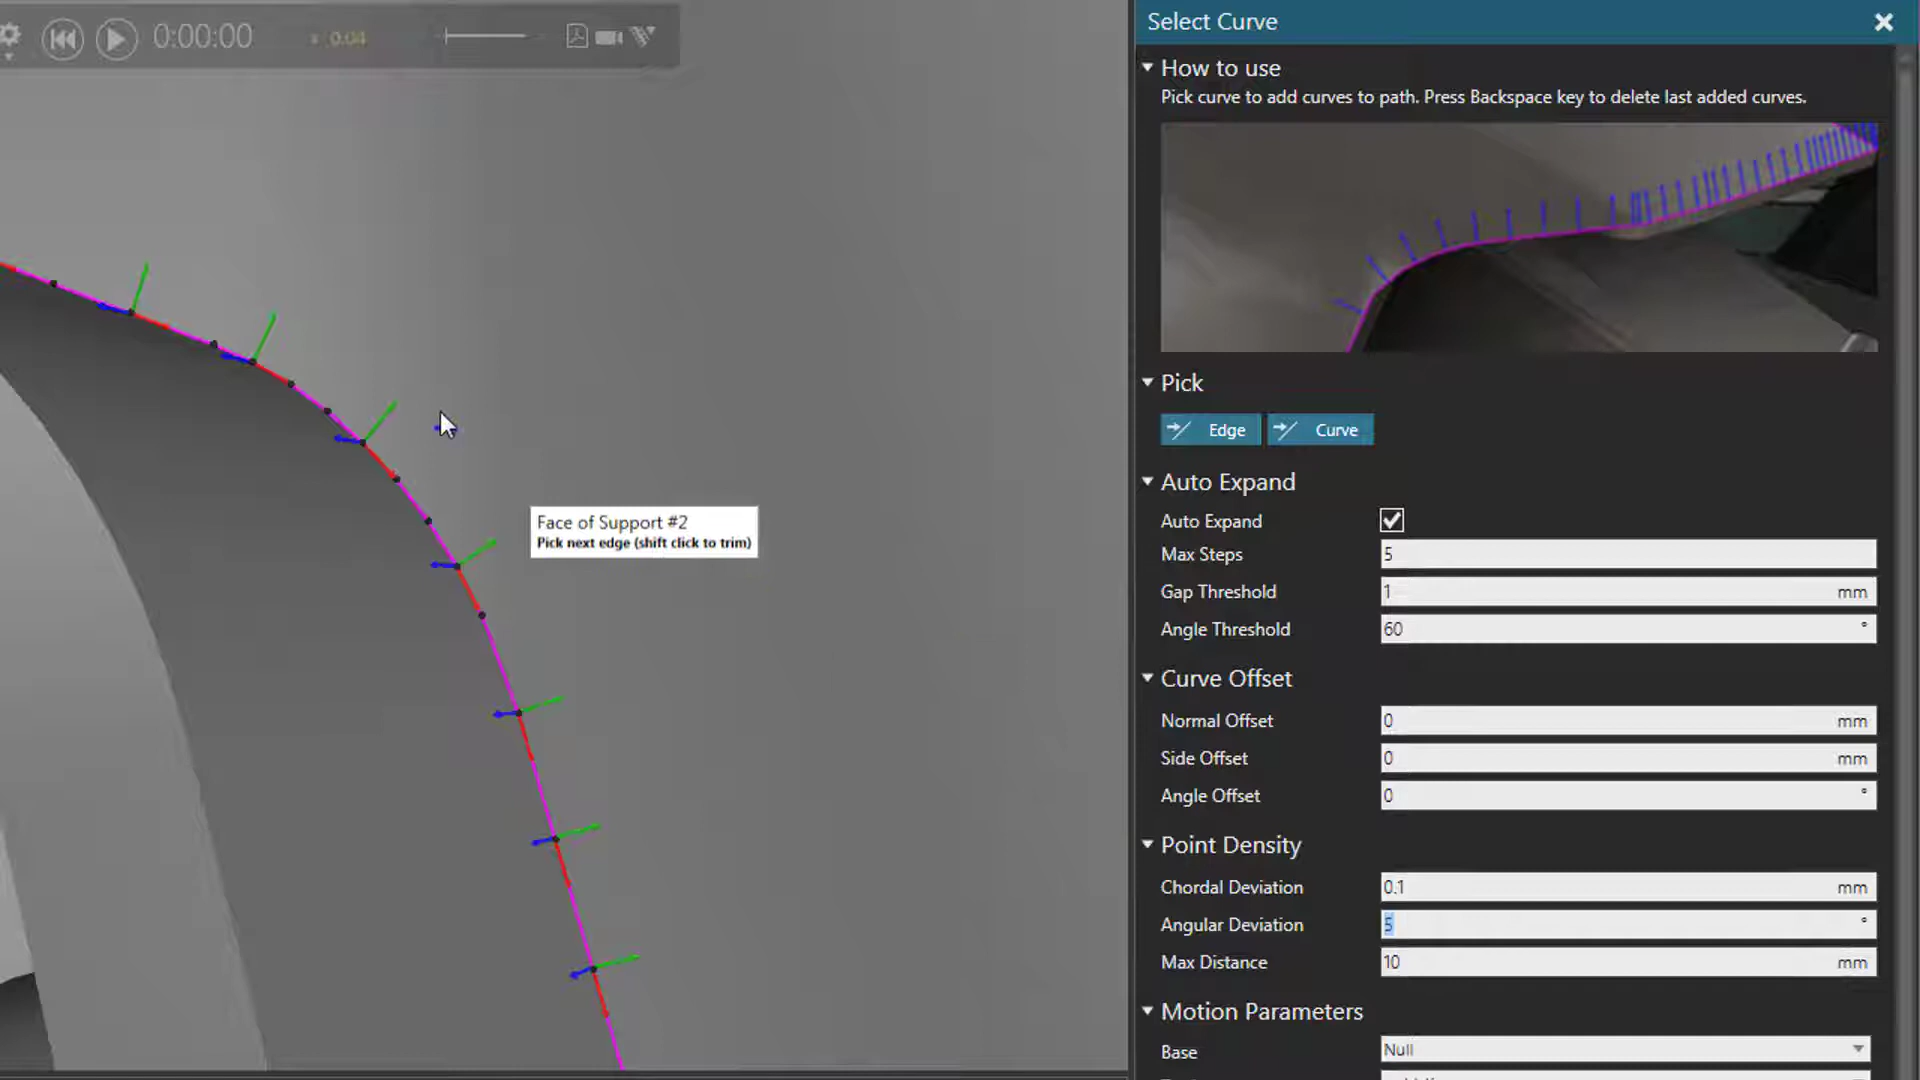 0:00:00
x 0.04
Select Curve
How to use
Pick curve to add curves to path. Press Backspace key to delete last added curves.
Pick
Edge
Curve
Auto Expand
Auto Expand
Max Steps 5
Gap Threshold 1 mm
Angle Threshold 60 °
Curve Offset
Normal Offset 0 mm
Side Offset 0 mm
Angle Offset 0 °
Point Density
Chordal Deviation 0.1 mm
Angular Deviation 5 °
Max Distance 10 mm
Motion Parameters
Base Null
Face of Support #2
Pick next edge (shift click to trim)